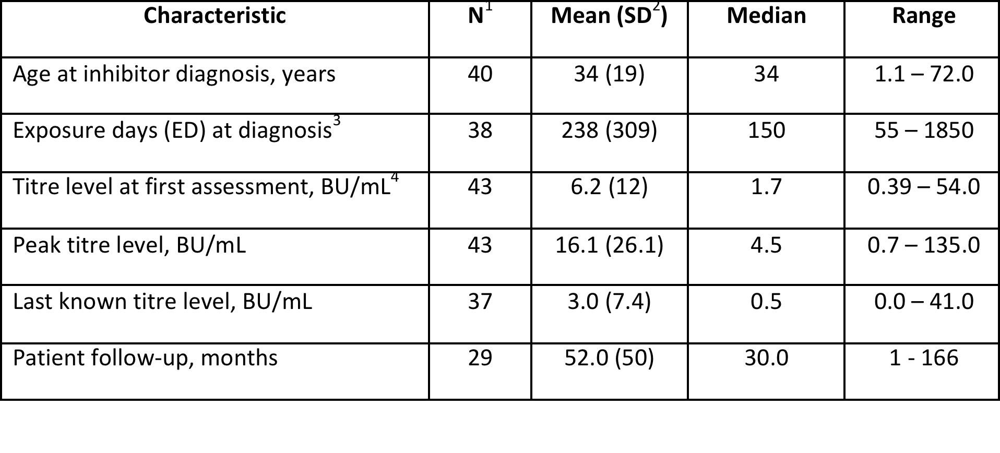 Characteristic N¹ Mean (SD²) Median Range
Age at inhibitor diagnosis, years 40 34 (19) 34 1.1 – 72.0
Exposure days (ED) at diagnosis³ 38 238 (309) 150 55 – 1850
Titre level at first assessment, BU/mL⁴ 43 6.2 (12) 1.7 0.39 – 54.0
Peak titre level, BU/mL 43 16.1 (26.1) 4.5 0.7 – 135.0
Last known titre level, BU/mL 37 3.0 (7.4) 0.5 0.0 – 41.0
Patient follow-up, months 29 52.0 (50) 30.0 1 - 166